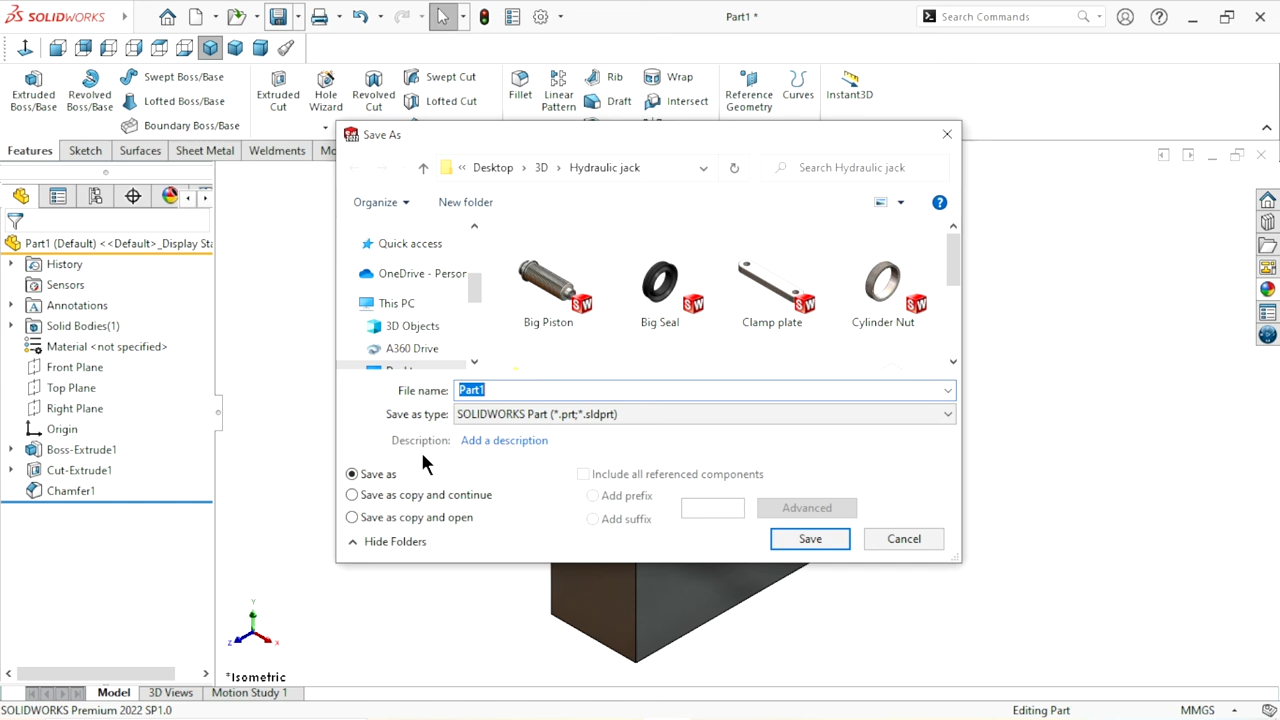 SOLIDWORKS
Part1 *
Search Commands
Extruded Boss/Base
Revolved Boss/Base
Swept Boss/Base
Lofted Boss/Base
Boundary Boss/Base
Extruded Cut
Hole Wizard
Revolved Cut
Swept Cut
Lofted Cut
Fillet
Linear Pattern
Rib
Draft
Wrap
Intersect
Reference Geometry
Curves
Instant3D
Features
Sketch
Surfaces
Sheet Metal
Weldments
Mo
Part1 (Default) <<Default>_Display Sta
History
Sensors
Annotations
Solid Bodies(1)
Material <not specified>
Front Plane
Top Plane
Right Plane
Origin
Boss-Extrude1
Cut-Extrude1
Chamfer1
Save As
« Desktop > 3D > Hydraulic jack
Search Hydraulic jack
Organize
New folder
Quick access
OneDrive - Person
This PC
3D Objects
A360 Drive
Big Piston
Big Seal
Clamp plate
Cylinder Nut
File name: Part1
Save as type: SOLIDWORKS Part (*.prt;*.sldprt)
Description: Add a description
Save as
Save as copy and continue
Save as copy and open
Include all referenced components
Add prefix
Add suffix
Advanced
Hide Folders
Save
Cancel
Y
Z
X
*Isometric
Model
3D Views
Motion Study 1
SOLIDWORKS Premium 2022 SP1.0
Editing Part
MMGS